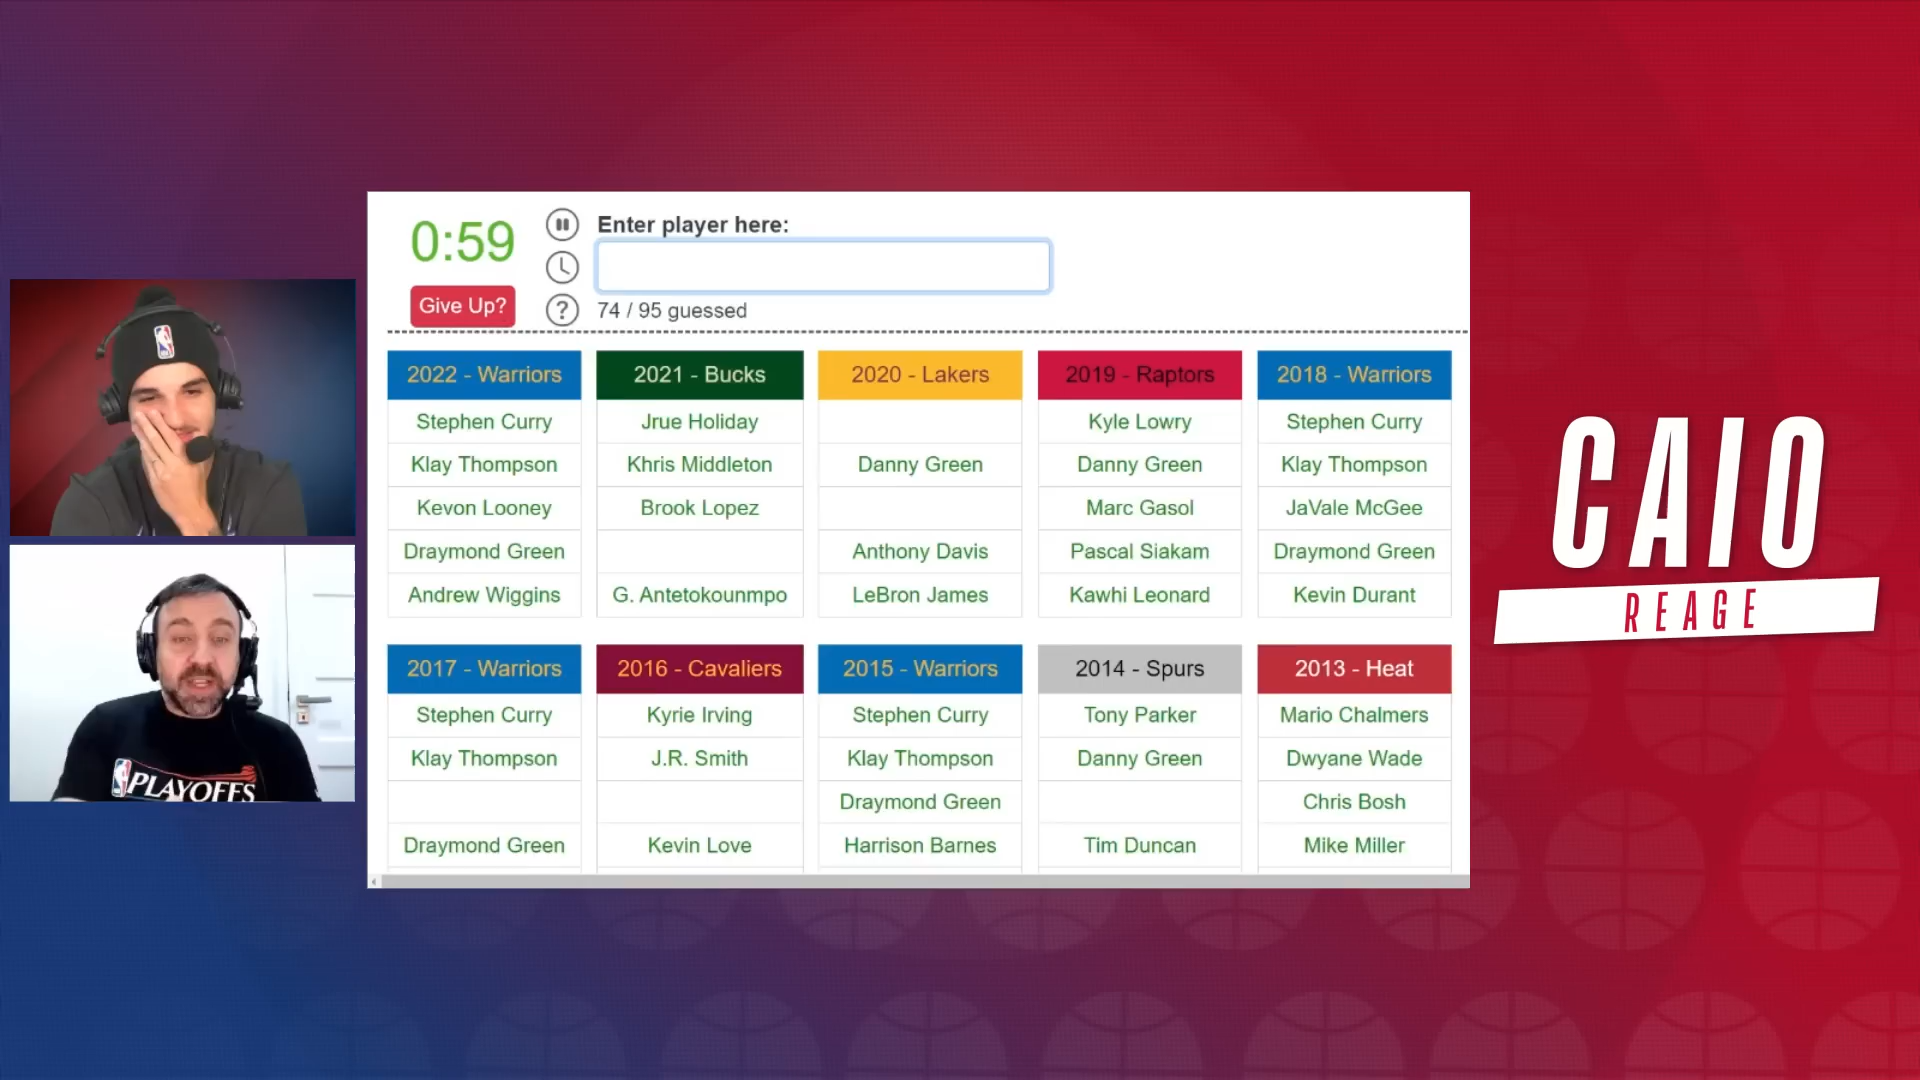 0:59
Give Up?
Enter player here:
74 / 95 guessed
2022 - Warriors
Stephen Curry
Klay Thompson
Kevon Looney
Draymond Green
Andrew Wiggins
2021 - Bucks
Jrue Holiday
Khris Middleton
Brook Lopez
G. Antetokounmpo
2020 - Lakers
Danny Green
Anthony Davis
LeBron James
2019 - Raptors
Kyle Lowry
Danny Green
Marc Gasol
Pascal Siakam
Kawhi Leonard
2018 - Warriors
Stephen Curry
Klay Thompson
JaVale McGee
Draymond Green
Kevin Durant
2017 - Warriors
Stephen Curry
Klay Thompson
Draymond Green
2016 - Cavaliers
Kyrie Irving
J.R. Smith
Kevin Love
2015 - Warriors
Stephen Curry
Klay Thompson
Draymond Green
Harrison Barnes
2014 - Spurs
Tony Parker
Danny Green
Tim Duncan
2013 - Heat
Mario Chalmers
Dwyane Wade
Chris Bosh
Mike Miller
PLAYOFFS
CAIO
REAGE